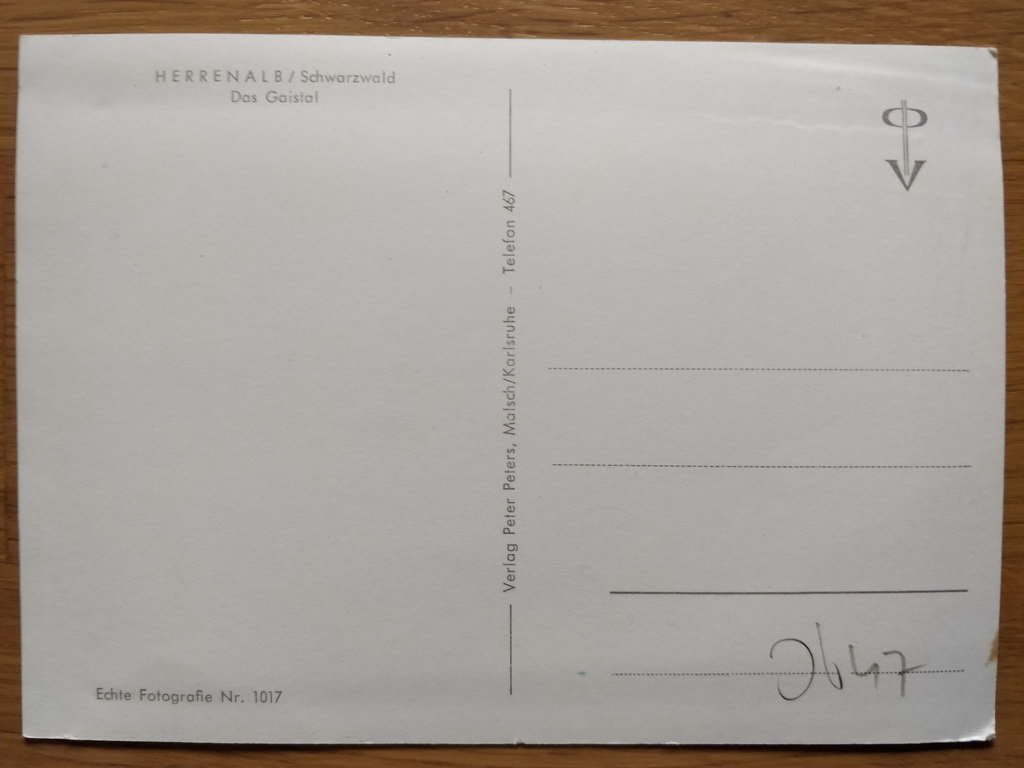 HERRENALB / Schwarzwald
Das Gaistal
Verlag Peter Peters, Malsch/Karlsruhe – Telefon 467
Echte Fotografie Nr. 1017